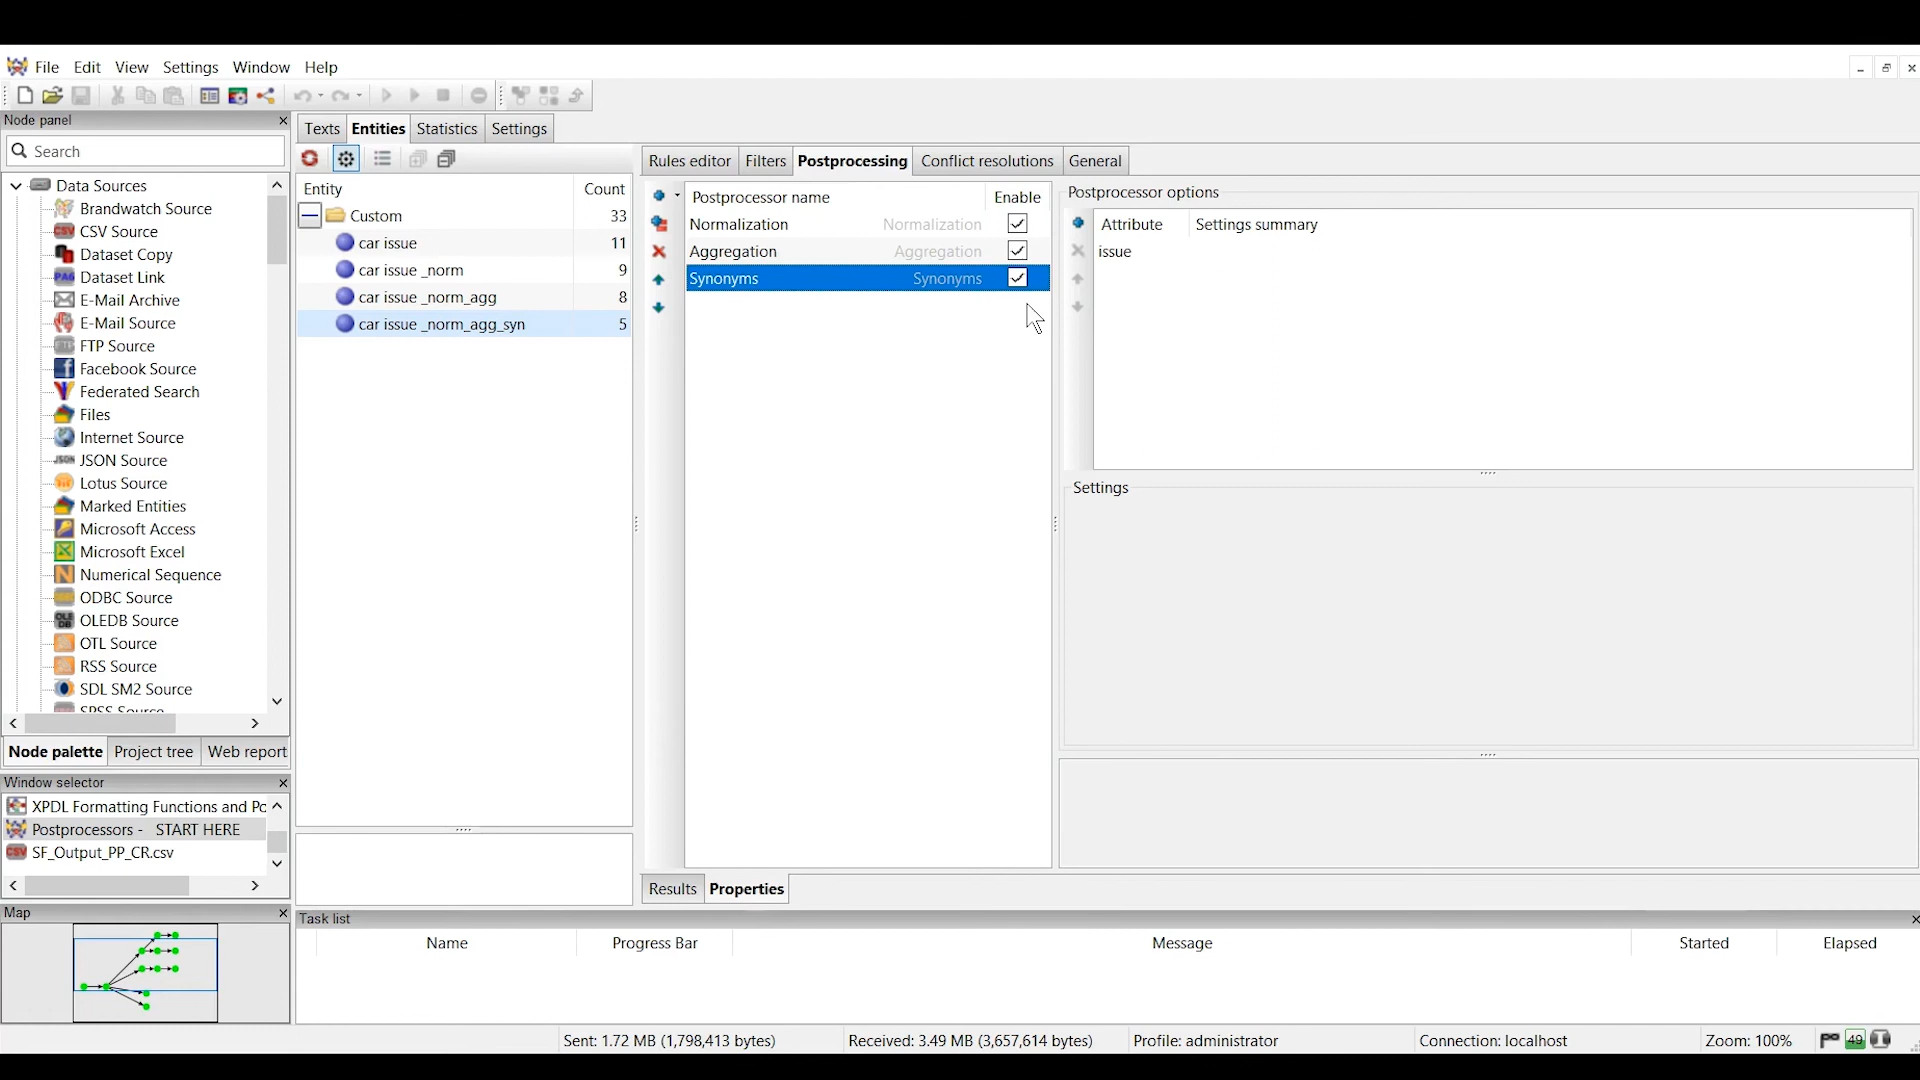 File Edit View Settings Window Help
Node panel
Search
Data Sources
Brandwatch Source
CSV Source
Dataset Copy
Dataset Link
E-Mail Archive
E-Mail Source
FTP Source
Facebook Source
Federated Search
Files
Internet Source
JSON Source
Lotus Source
Marked Entities
Microsoft Access
Microsoft Excel
Numerical Sequence
ODBC Source
OLEDB Source
OTL Source
RSS Source
SDL SM2 Source
SPSS Source
Node palette Project tree Web report
Window selector
XPDL Formatting Functions and Po
Postprocessors - START HERE
SF_Output_PP_CR.csv
Map
Texts Entities Statistics Settings
Entity Count
Custom 33
car issue 11
car issue _norm 9
car issue _norm_agg 8
car issue _norm_agg_syn 5
Rules editor Filters Postprocessing Conflict resolutions General
Postprocessor name Enable
Normalization Normalization
Aggregation Aggregation
Synonyms Synonyms
Postprocessor options
Attribute Settings summary
issue
Settings
Results Properties
Task list
Name Progress Bar Message Started Elapsed
Sent: 1.72 MB (1,798,413 bytes) Received: 3.49 MB (3,657,614 bytes) Profile: administrator Connection: localhost Zoom: 100% 49